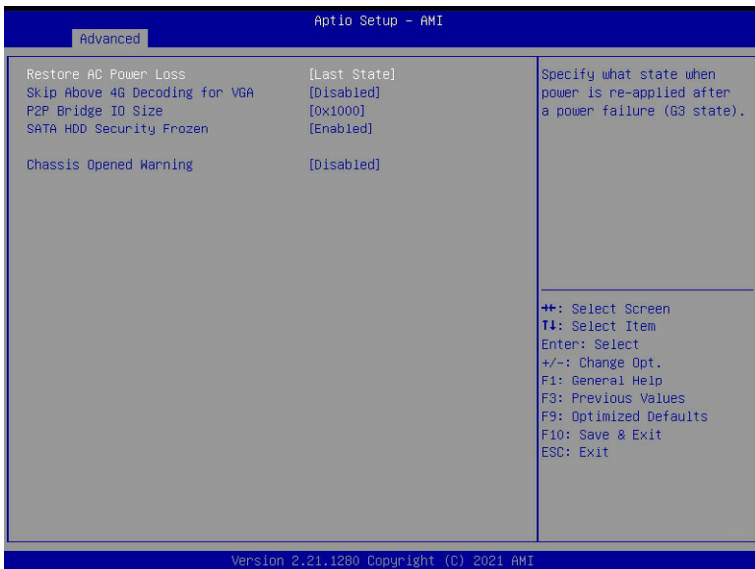 Aptio Setup – AMI
Advanced
Restore AC Power Loss [Last State]
Skip Above 4G Decoding for VGA [Disabled]
P2P Bridge IO Size [0x1000]
SATA HDD Security Frozen [Enabled]
Chassis Opened Warning [Disabled]
Specify what state when
power is re-applied after
a power failure (G3 state).
→←: Select Screen
↑↓: Select Item
Enter: Select
+/-: Change Opt.
F1: General Help
F3: Previous Values
F9: Optimized Defaults
F10: Save & Exit
ESC: Exit
Version 2.21.1280 Copyright (C) 2021 AMI